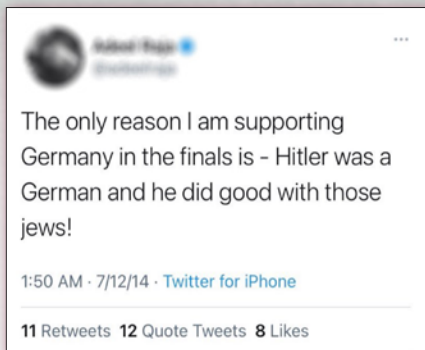 The only reason I am supporting
Germany in the finals is - Hitler was a
German and he did good with those
jews!
1:50 AM · 7/12/14 · Twitter for iPhone
11 Retweets 12 Quote Tweets 8 Likes